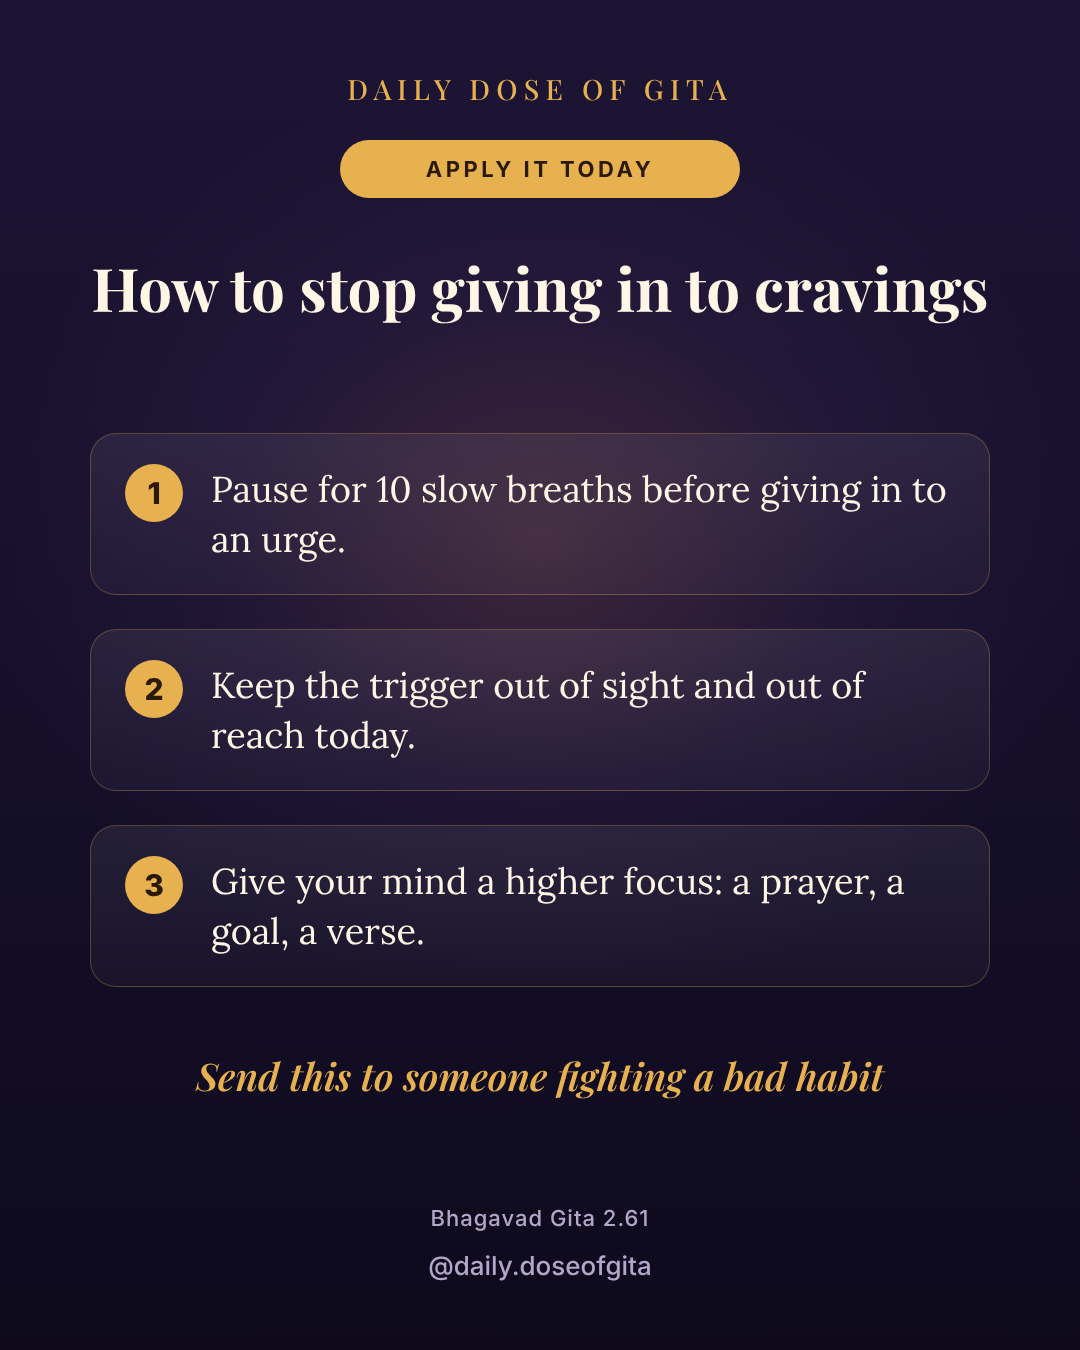 DAILY DOSE OF GITA
APPLY IT TODAY
How to stop giving in to cravings
1 Pause for 10 slow breaths before giving in to
an urge.
2 Keep the trigger out of sight and out of
reach today.
3 Give your mind a higher focus: a prayer, a
goal, a verse.
Send this to someone fighting a bad habit
Bhagavad Gita 2.61
@daily.doseofgita